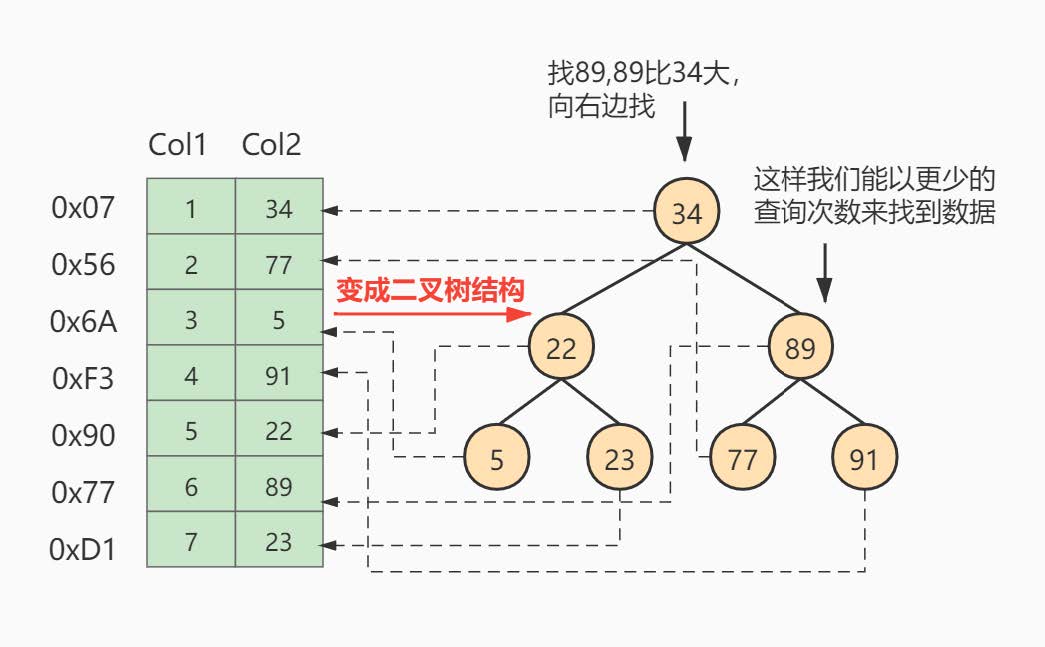 找89,89比34大，
向右边找
这样我们能以更少的
查询次数来找到数据
Col1 Col2
0x07 1 34
0x56 2 77
0x6A 3 5
0xF3 4 91
0x90 5 22
0x77 6 89
0xD1 7 23
变成二叉树结构
34
22 89
5 23 77 91